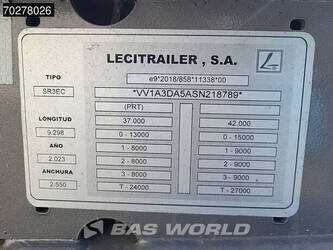 70278026
LECITRAILER , S.A.
TIPO
SR3EC
LONGITUD
9.298
AÑO
2.023
ANCHURA
2.550
e9*2018/858*11338*00
*VV1A3DA5ASN218789*
(PRT)
37.000 42.000
0 - 13000 0 - 15000
1 - 8000 1 - 9000
2 - 8000 2 - 9000
3 - 8000 3 - 9000
T - 24000 T - 27000
BAS WORLD